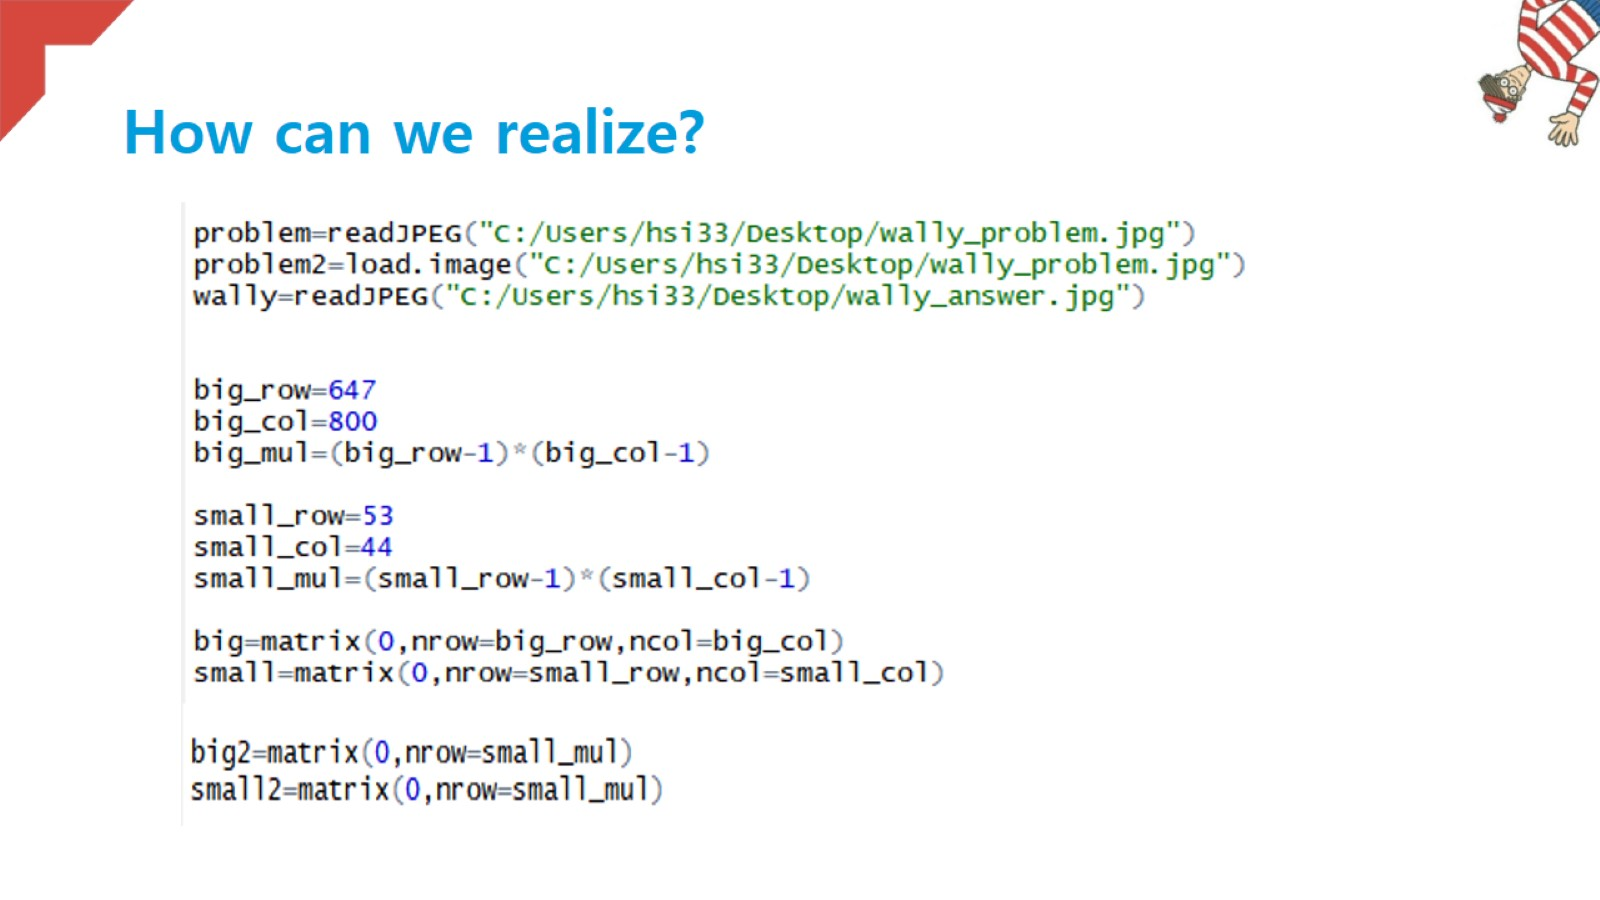 How can we realize?
problem=readJPEG("C:/Users/hsi33/Desktop/wally_problem.jpg")
problem2=load.image("C:/Users/hsi33/Desktop/wally_problem.jpg")
wally=readJPEG("C:/Users/hsi33/Desktop/wally_answer.jpg")
big_row=647
big_col=800
big_mul=(big_row-1)*(big_col-1)
small_row=53
small_col=44
small_mul=(small_row-1)*(small_col-1)
big=matrix(0,nrow=big_row,ncol=big_col)
small=matrix(0,nrow=small_row,ncol=small_col)
big2=matrix(0,nrow=small_mul)
small2=matrix(0,nrow=small_mul)